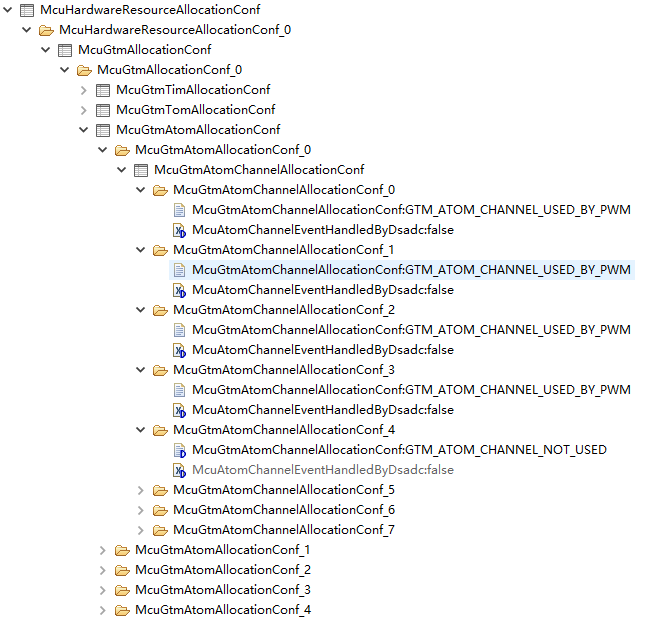 McuHardwareResourceAllocationConf
McuHardwareResourceAllocationConf_0
McuGtmAllocationConf
McuGtmAllocationConf_0
McuGtmTimAllocationConf
McuGtmTomAllocationConf
McuGtmAtomAllocationConf
McuGtmAtomAllocationConf_0
McuGtmAtomChannelAllocationConf
McuGtmAtomChannelAllocationConf_0
McuGtmAtomChannelAllocationConf:GTM_ATOM_CHANNEL_USED_BY_PWM
McuAtomChannelEventHandledByDsadc:false
McuGtmAtomChannelAllocationConf_1
McuGtmAtomChannelAllocationConf:GTM_ATOM_CHANNEL_USED_BY_PWM
McuAtomChannelEventHandledByDsadc:false
McuGtmAtomChannelAllocationConf_2
McuGtmAtomChannelAllocationConf:GTM_ATOM_CHANNEL_USED_BY_PWM
McuAtomChannelEventHandledByDsadc:false
McuGtmAtomChannelAllocationConf_3
McuGtmAtomChannelAllocationConf:GTM_ATOM_CHANNEL_USED_BY_PWM
McuAtomChannelEventHandledByDsadc:false
McuGtmAtomChannelAllocationConf_4
McuGtmAtomChannelAllocationConf:GTM_ATOM_CHANNEL_NOT_USED
McuAtomChannelEventHandledByDsadc:false
McuGtmAtomChannelAllocationConf_5
McuGtmAtomChannelAllocationConf_6
McuGtmAtomChannelAllocationConf_7
McuGtmAtomAllocationConf_1
McuGtmAtomAllocationConf_2
McuGtmAtomAllocationConf_3
McuGtmAtomAllocationConf_4